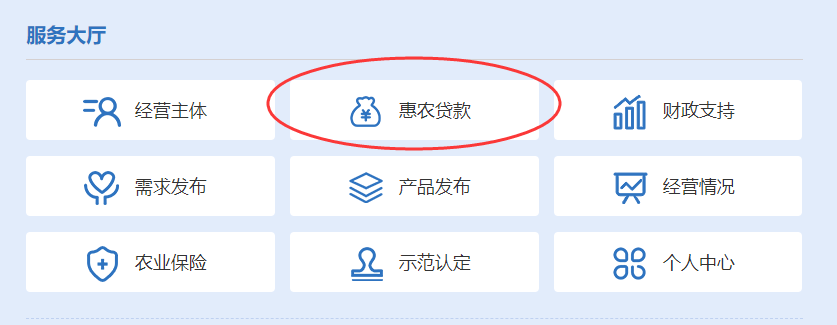 服务大厅
经营主体
惠农贷款
财政支持
需求发布
产品发布
经营情况
农业保险
示范认定
个人中心